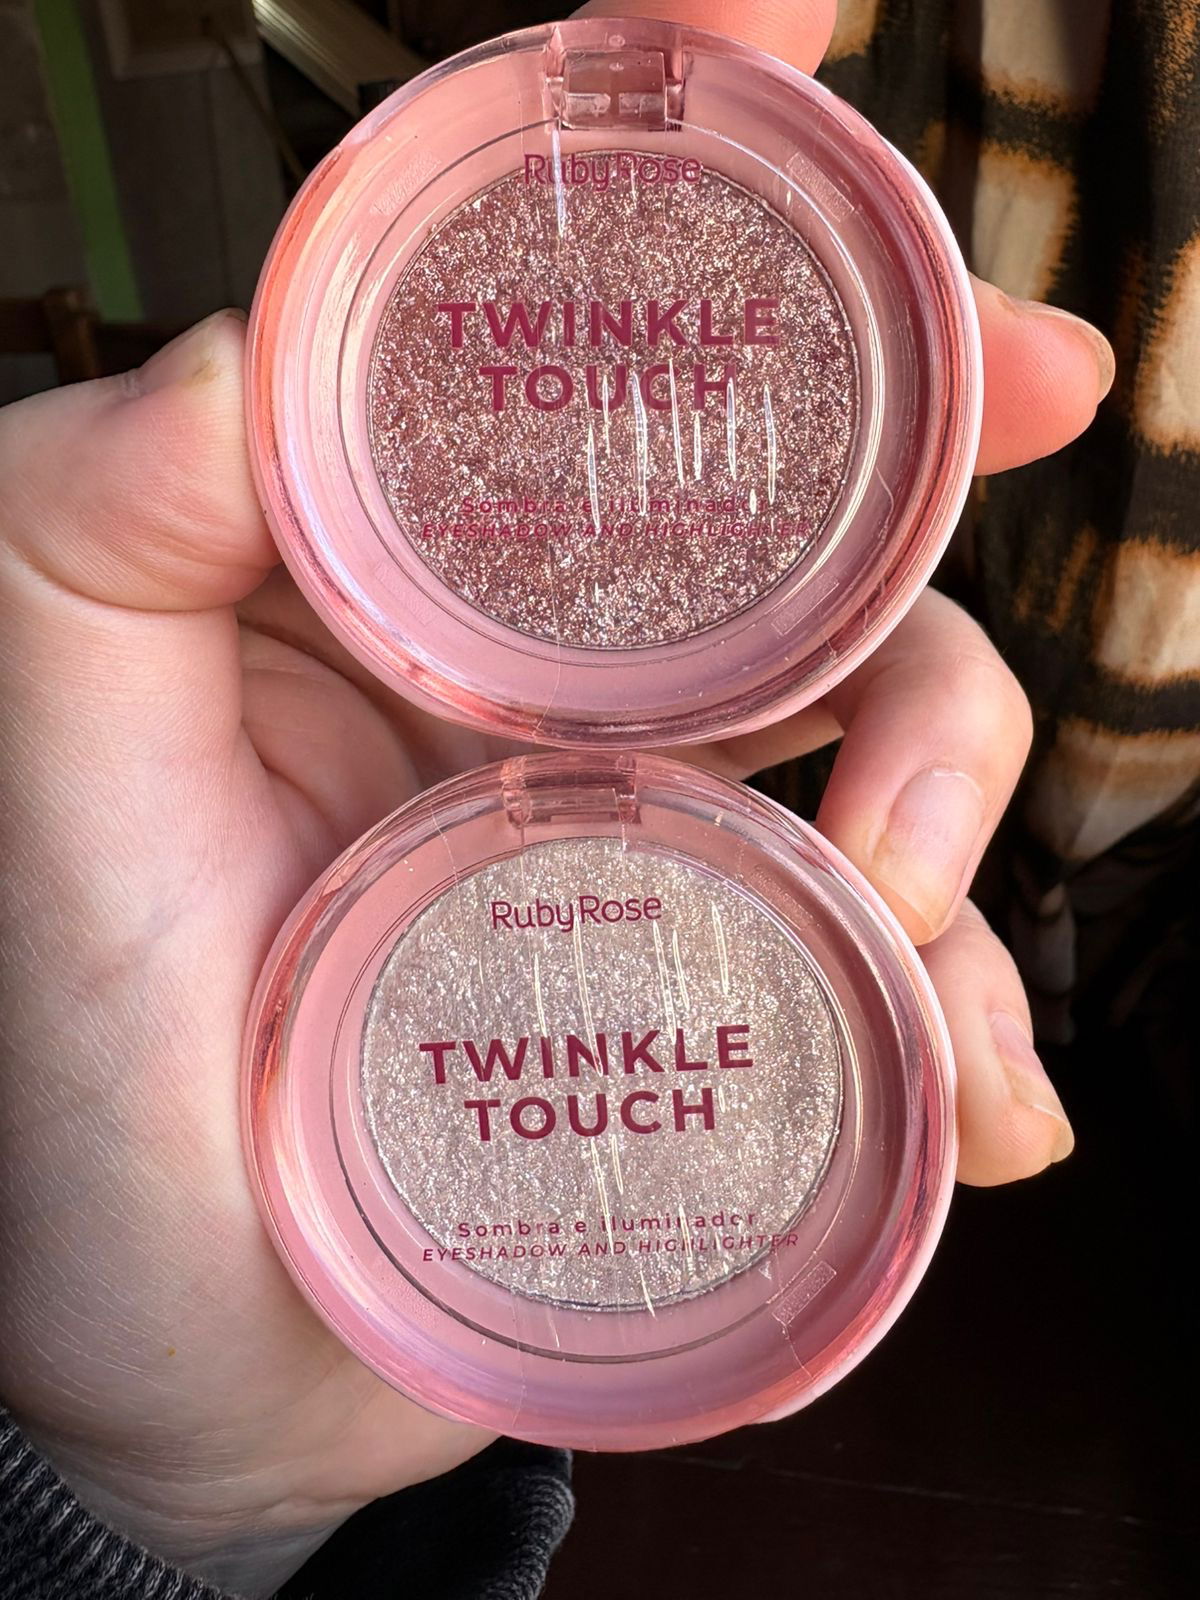 RubyRose
TWINKLE
TOUCH
Sombra e iluminador
EYESHADOW AND HIGHLIGHTER
RubyRose
TWINKLE
TOUCH
Sombra e iluminador
EYESHADOW AND HIGHLIGHTER